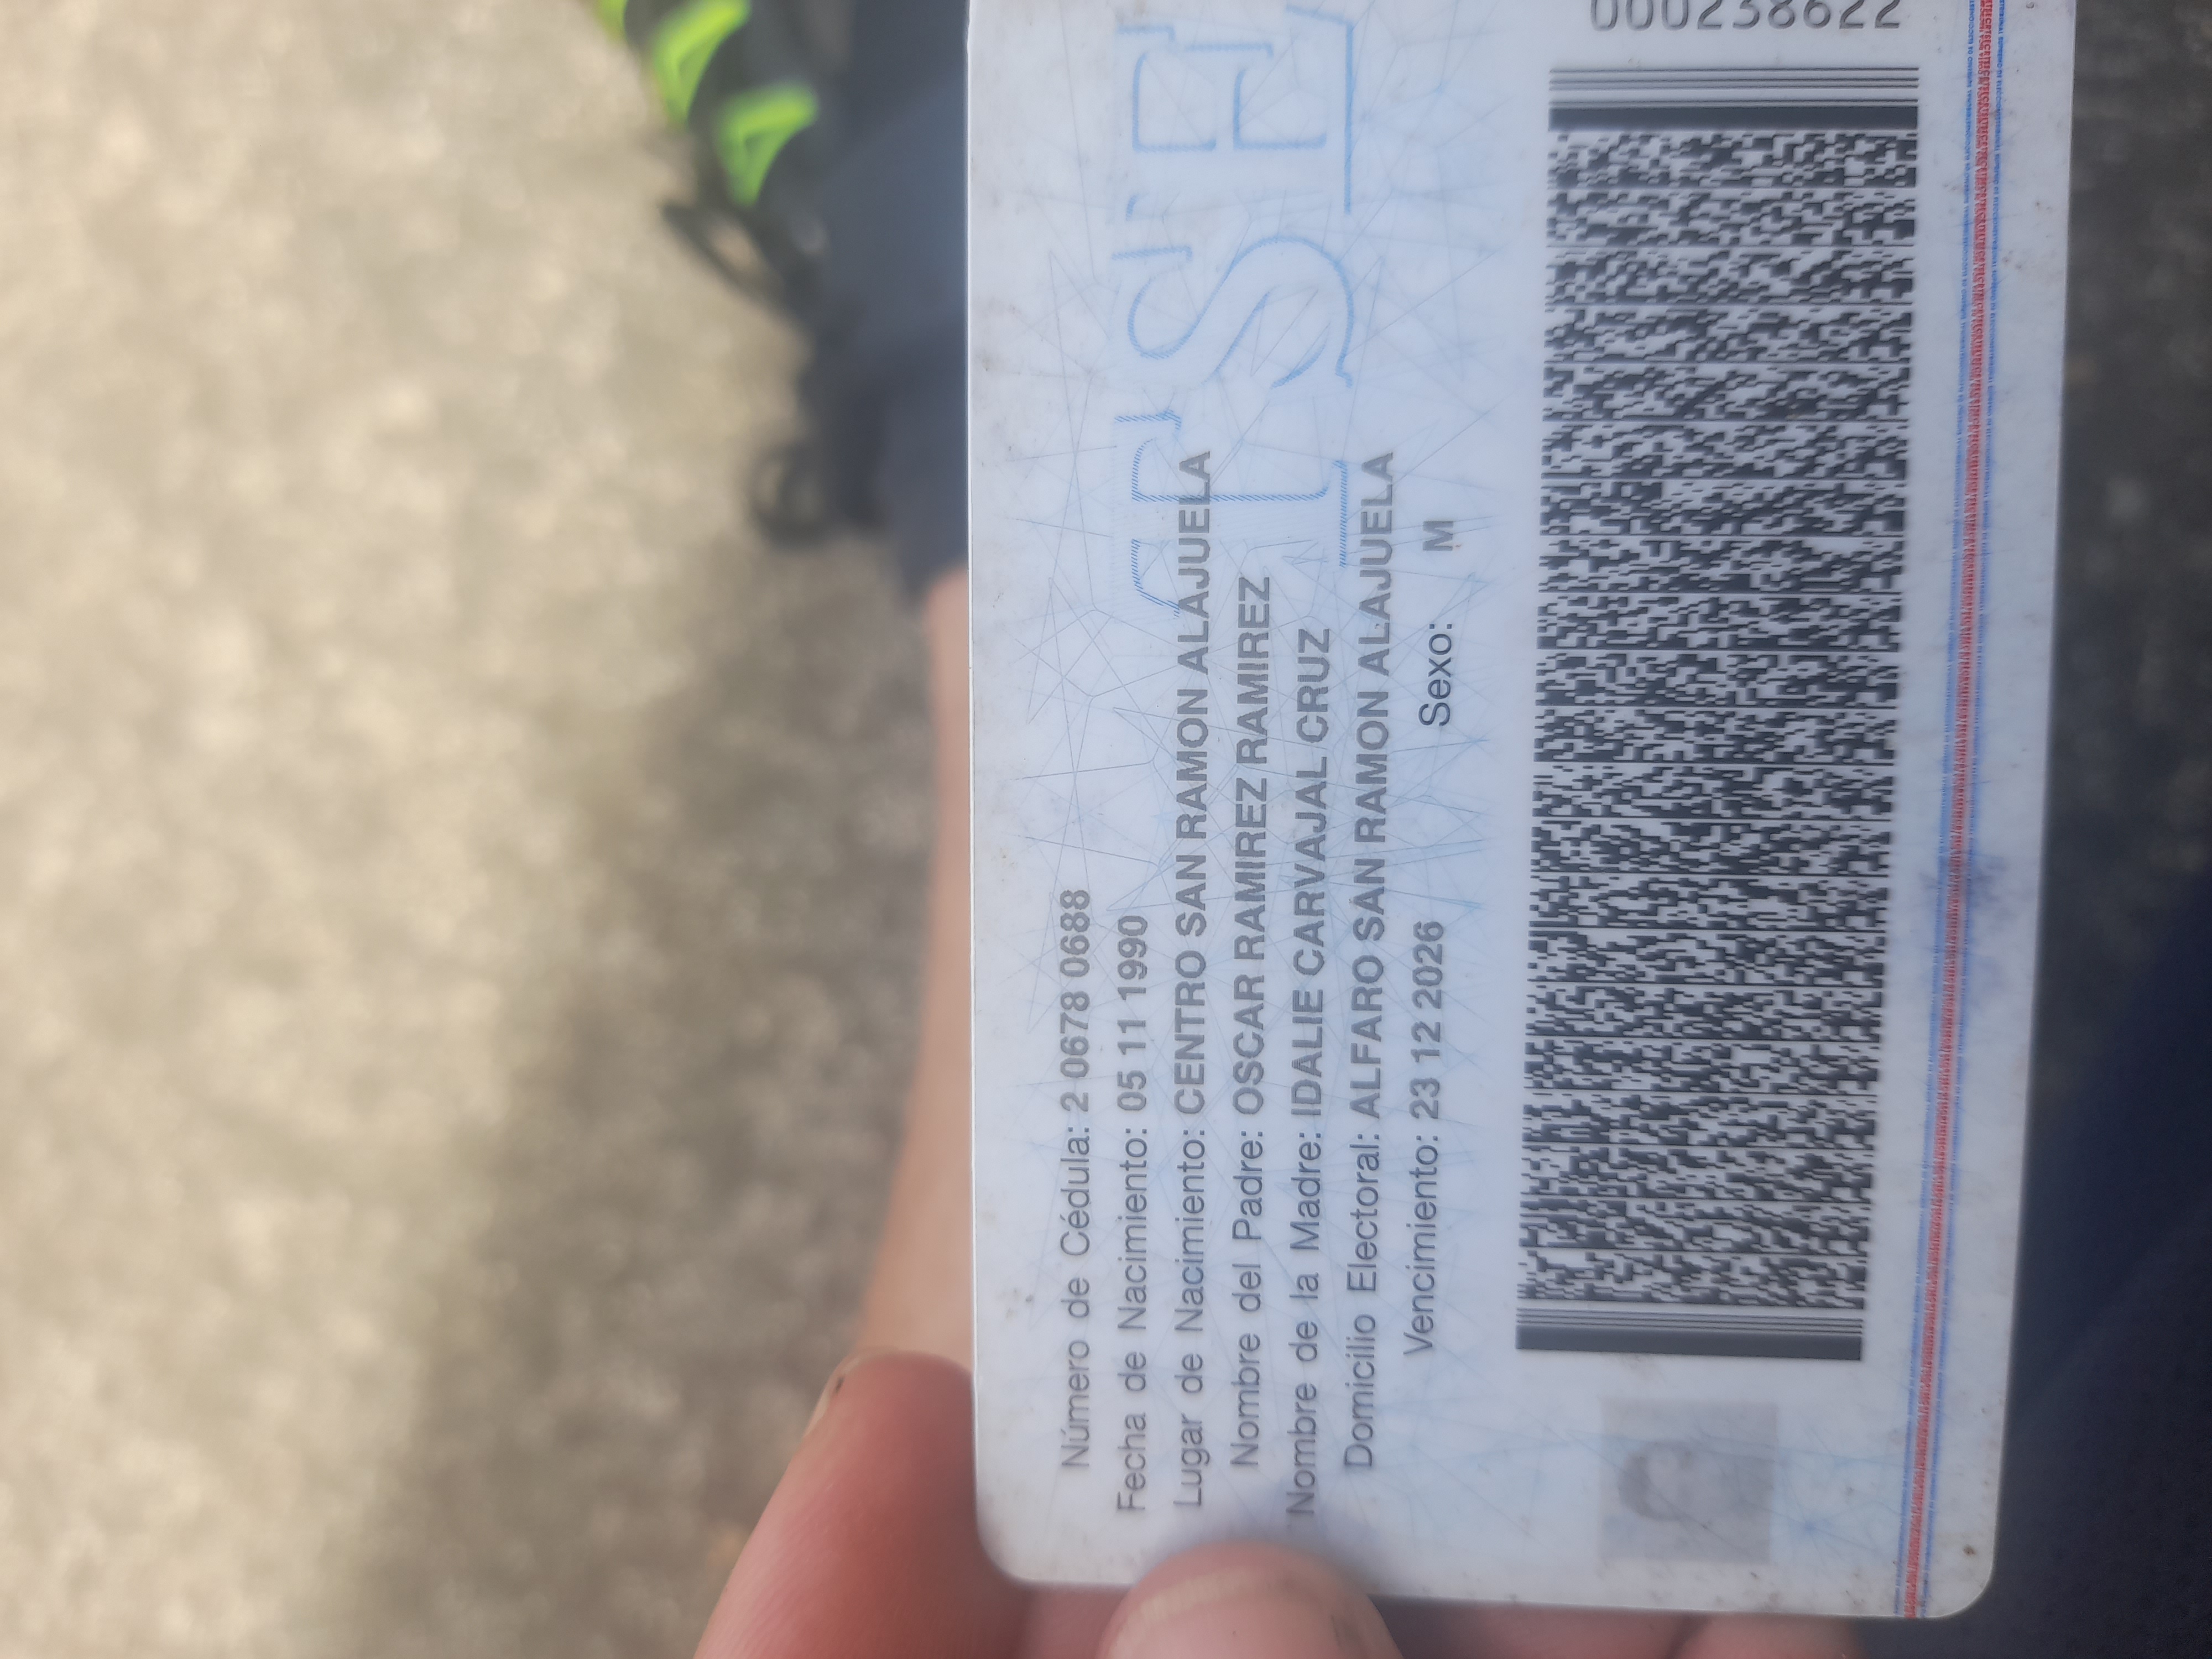 Número de Cédula: 2 0678 0688
Fecha de Nacimiento: 05 11 1990
Lugar de Nacimiento: CENTRO SAN RAMON ALAJUELA
Nombre del Padre: OSCAR RAMIREZ RAMIREZ
Nombre de la Madre: IDALIE CARVAJAL CRUZ
Domicilio Electoral: ALFARO SAN RAMON ALAJUELA
Vencimiento: 23 12 2026 Sexo: M
TSE
000238622